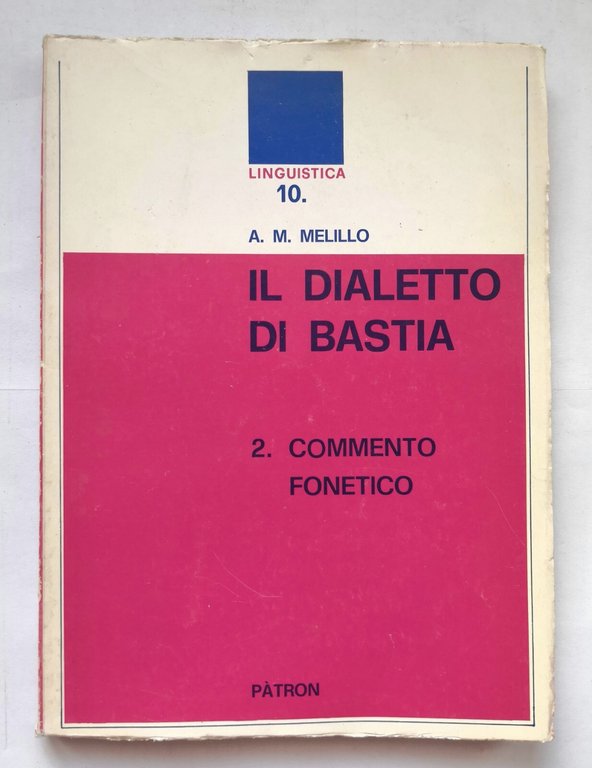 LINGUISTICA
10.
A. M. MELILLO
IL DIALETTO
DI BASTIA
2. COMMENTO
FONETICO
PÀTRON